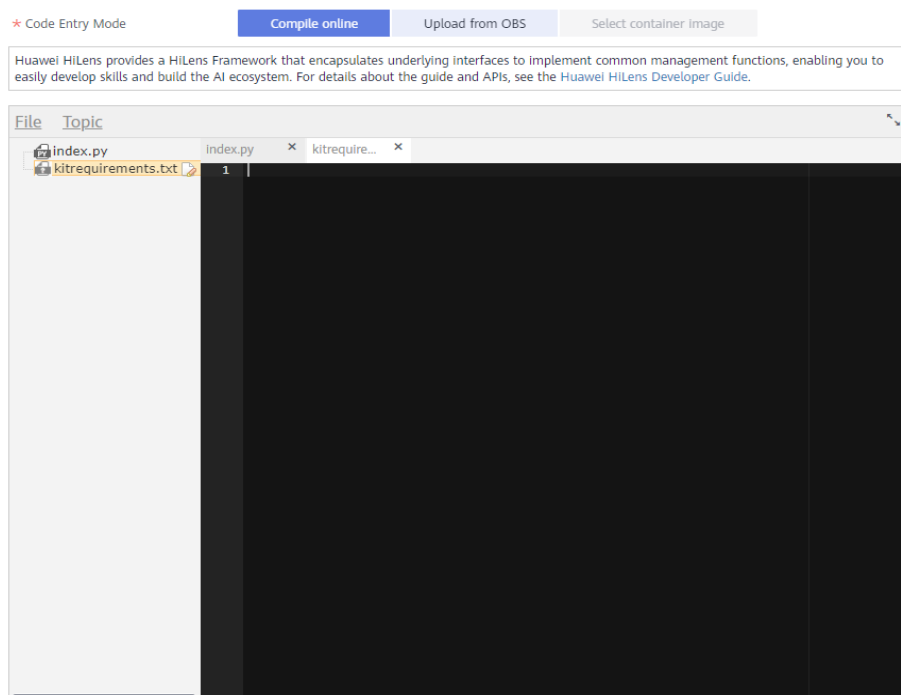 * Code Entry Mode Compile online Upload from OBS Select container image
Huawei HiLens provides a HiLens Framework that encapsulates underlying interfaces to implement common management functions, enabling you to
easily develop skills and build the AI ecosystem. For details about the guide and APIs, see the Huawei HiLens Developer Guide.
File Topic
index.py
kitrequirements.txt
index.py × kitrequire... ×
1